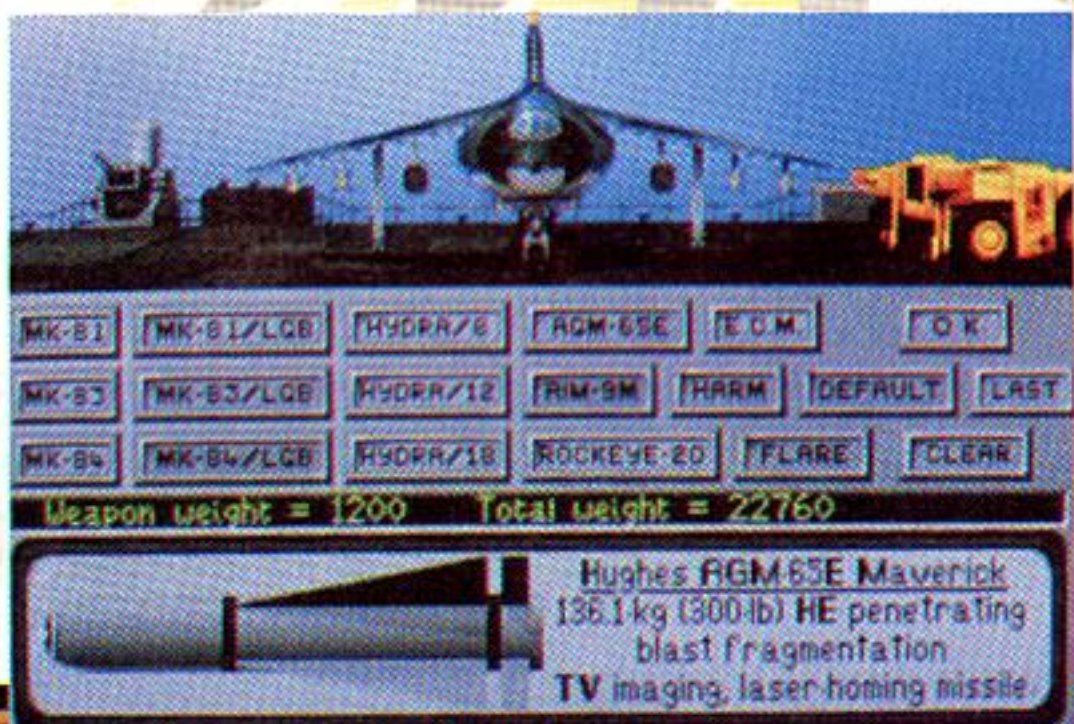 MK-81 MK-81/LGB HYDRA/6 AGM-65E E.C.M. O K
MK-83 MK-83/LGB HYDRA/12 AIM-9M HARM DEFAULT LAST
MK-84 MK-84/LGB HYDRA/18 ROCKEYE-20 FLARE CLEAR
Weapon weight = 1200 Total weight = 22760
Hughes AGM-65E Maverick
136.1 kg (300-lb) HE penetrating
blast fragmentation
TV imaging, laser-homing missile